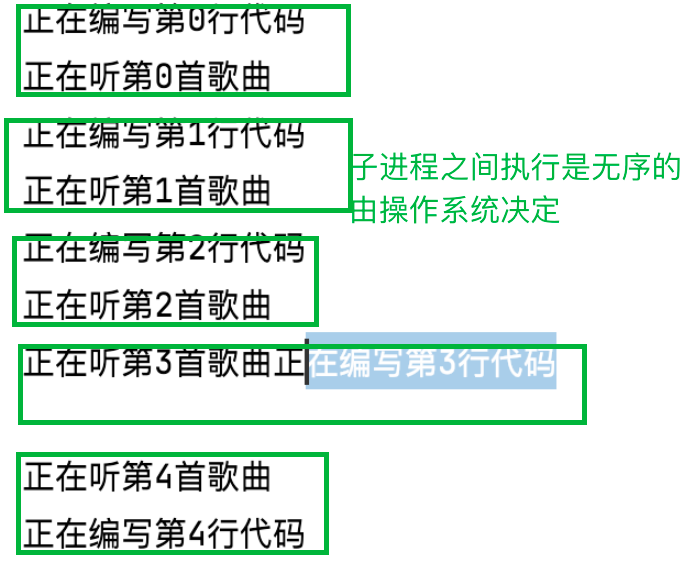 正在编写第0行代码
正在听第0首歌曲
正在编写第1行代码
正在听第1首歌曲
子进程之间执行是无序的
由操作系统决定
正在编写第2行代码
正在听第2首歌曲
正在听第3首歌曲正在编写第3行代码
正在听第4首歌曲
正在编写第4行代码